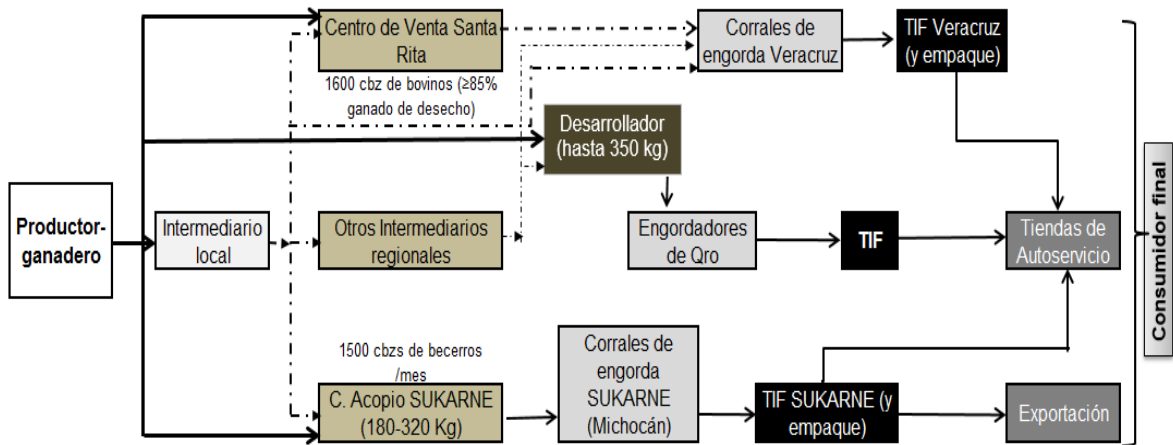 Centro de Venta Santa
Rita
1600 cbz de bovinos (≥85%
ganado de desecho)
Corrales de
engorda Veracruz
TIF Veracruz
(y empaque)
Desarrollador
(hasta 350 kg)
Productor-
ganadero
Intermediario
local
Otros Intermediarios
regionales
Engordadores
de Qro
TIF
Tiendas de
Autoservicio
Consumidor final
1500 cbzs de becerros
/mes
C. Acopio SUKARNE
(180-320 Kg)
Corrales de
engorda
SUKARNE
(Michocán)
TIF SUKARNE (y
empaque)
Exportación